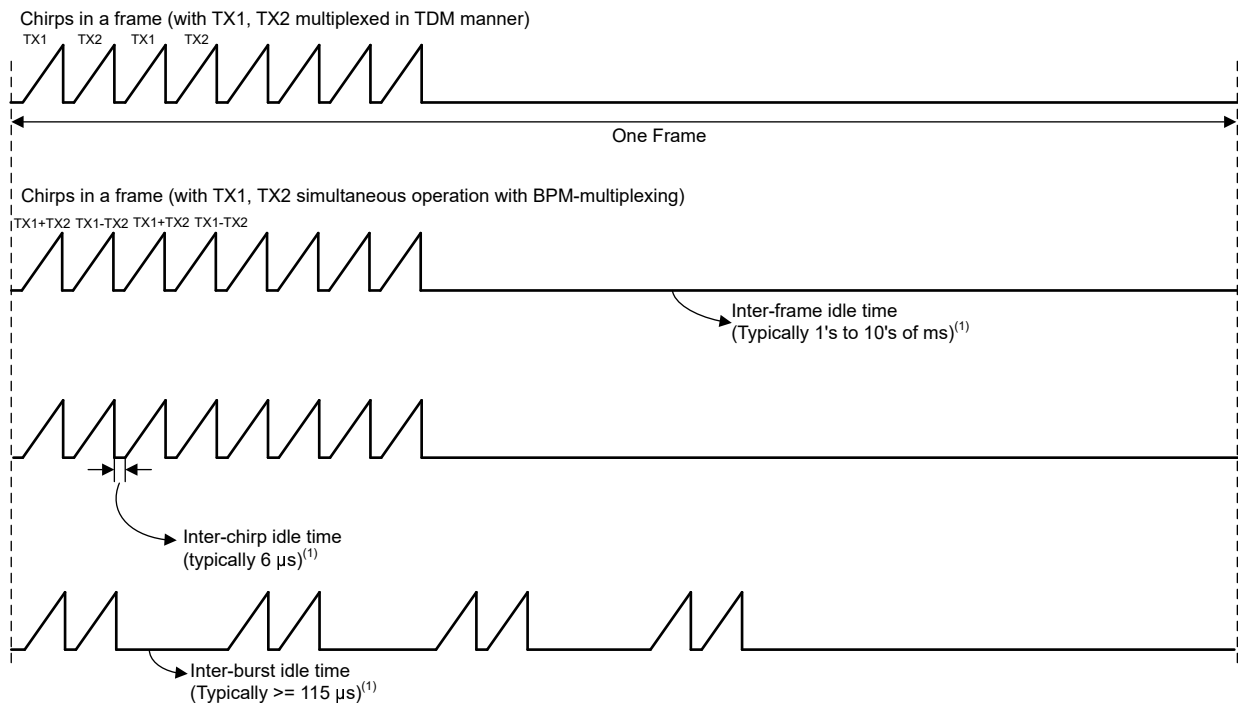 Chirps in a frame (with TX1, TX2 multiplexed in TDM manner)
TX1 TX2 TX1 TX2
One Frame
Chirps in a frame (with TX1, TX2 simultaneous operation with BPM-multiplexing)
TX1+TX2 TX1-TX2 TX1+TX2 TX1-TX2
Inter-frame idle time
(Typically 1's to 10's of ms)(1)
Inter-chirp idle time
(typically 6 µs)(1)
Inter-burst idle time
(Typically >= 115 µs)(1)